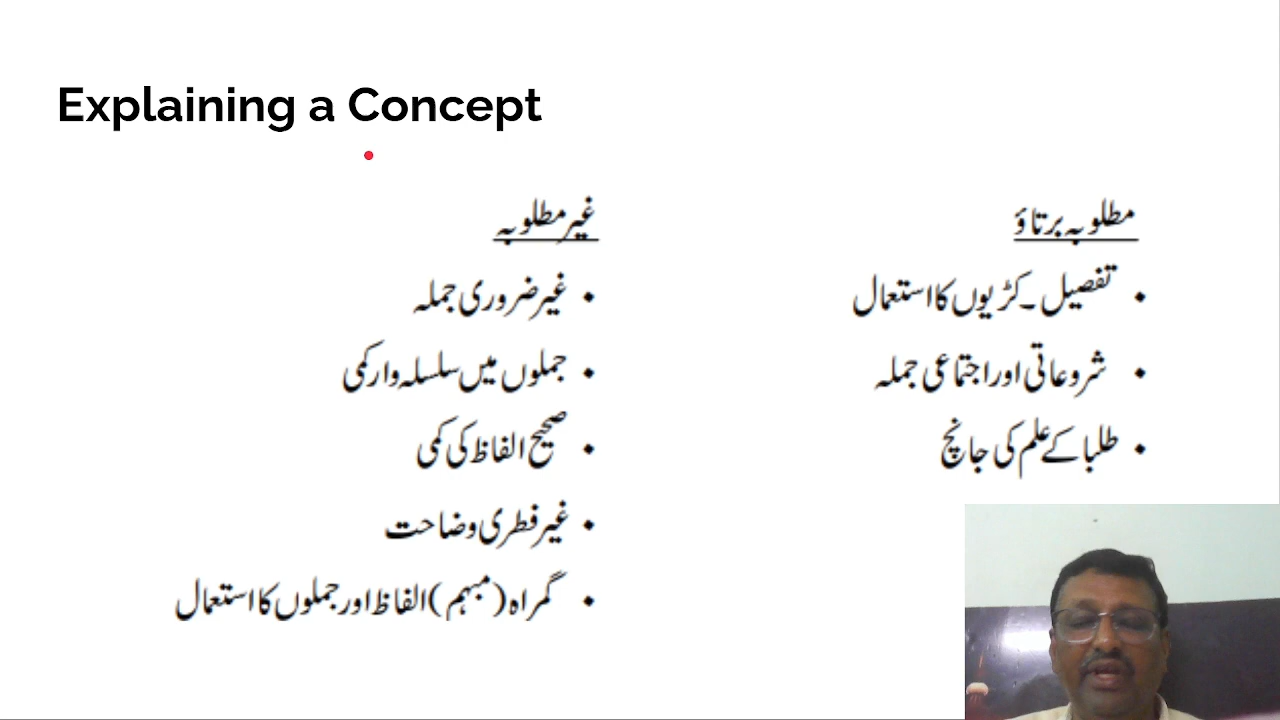 Explaining a Concept
مطلوبہ برتاؤ
• تفصیل۔کڑیوں کا استعمال
• شروعاتی اور اجتماعی جملہ
• طلبا کے علم کی جانچ
غیر مطلوبہ
• غیر ضروری جملہ
• جملوں میں سلسلہ وار کمی
• صحیح الفاظ کی کمی
• غیر فطری وضاحت
• گمراہ (مبہم) الفاظ اور جملوں کا استعمال